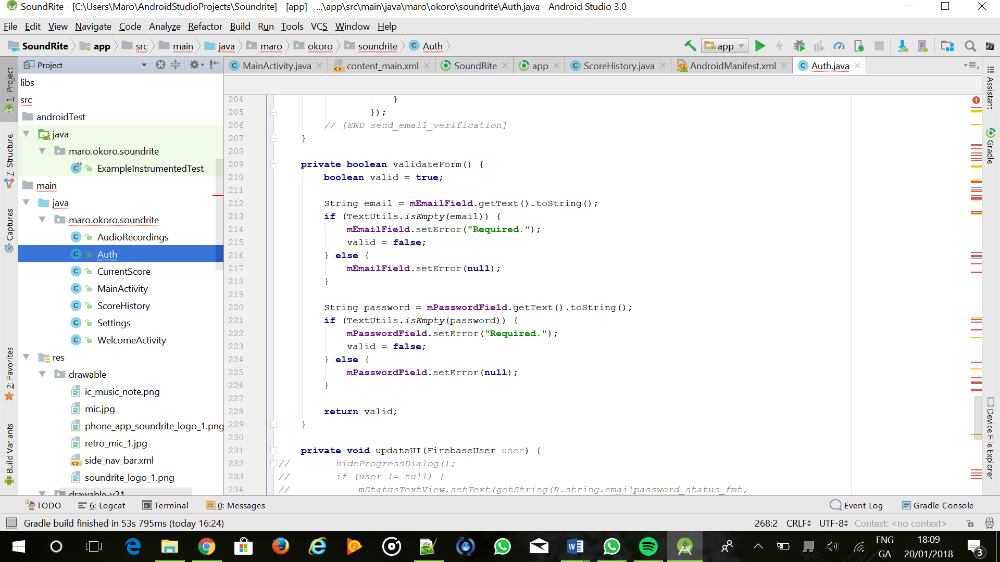 SoundRite - [C:\Users\Maro\AndroidStudioProjects\Soundrite] - [app] - ...\app\src\main\java\maro\okoro\soundrite\Auth.java - Android Studio 3.0
File Edit View Navigate Code Analyze Refactor Build Run Tools VCS Window Help
SoundRite app src main java maro okoro soundrite Auth
app
Project
MainActivity.java content_main.xml SoundRite app ScoreHistory.java AndroidManifest.xml Auth.java
1: Project
7: Structure
Captures
2: Favorites
Build Variants
libs
src
androidTest
java
maro.okoro.soundrite
ExampleInstrumentedTest
main
java
maro.okoro.soundrite
AudioRecordings
Auth
CurrentScore
MainActivity
ScoreHistory
Settings
WelcomeActivity
res
drawable
ic_music_note.png
mic.jpg
phone_app_soundrite_logo_1.png
retro_mic_1.jpg
side_nav_bar.xml
soundrite_logo_1.png
drawable-v21
204 }
205 });
206 // [END send_email_verification]
207 }
208
209 private boolean validateForm() {
210 boolean valid = true;
211
212 String email = mEmailField.getText().toString();
213 if (TextUtils.isEmpty(email)) {
214 mEmailField.setError("Required.");
215 valid = false;
216 } else {
217 mEmailField.setError(null);
218 }
219
220 String password = mPasswordField.getText().toString();
221 if (TextUtils.isEmpty(password)) {
222 mPasswordField.setError("Required.");
223 valid = false;
224 } else {
225 mPasswordField.setError(null);
226 }
227
228 return valid;
229 }
230
231 private void updateUI(FirebaseUser user) {
232 // hideProgressDialog();
233 // if (user != null) {
234 // mStatusTextView.setText(getString(R.string.emailpassword_status_fmt,
Assistant
Gradle
Device File Explorer
TODO 6: Logcat Terminal 0: Messages Event Log Gradle Console
Gradle build finished in 53s 795ms (today 16:24) 268:2 CRLF UTF-8 Context: <no context>
ENG 18:09
GA 20/01/2018 3